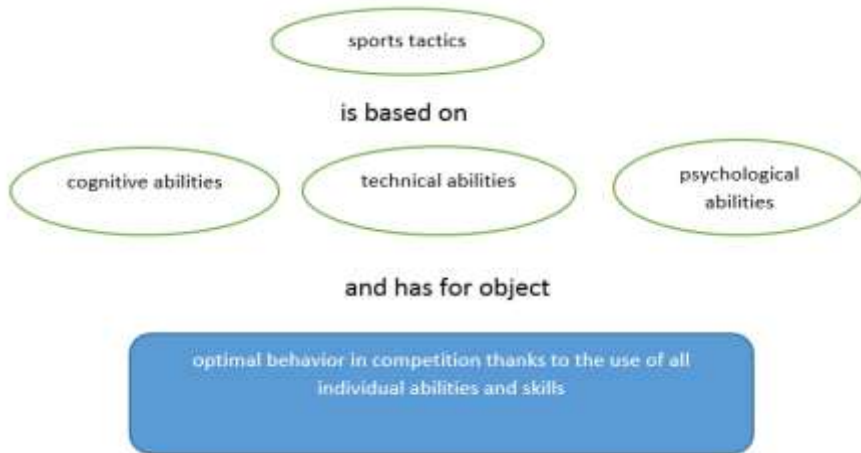 sports tactics
is based on
cognitive abilities
technical abilities
psychological
abilities
and has for object
optimal behavior in competition thanks to the use of all
individual abilities and skills